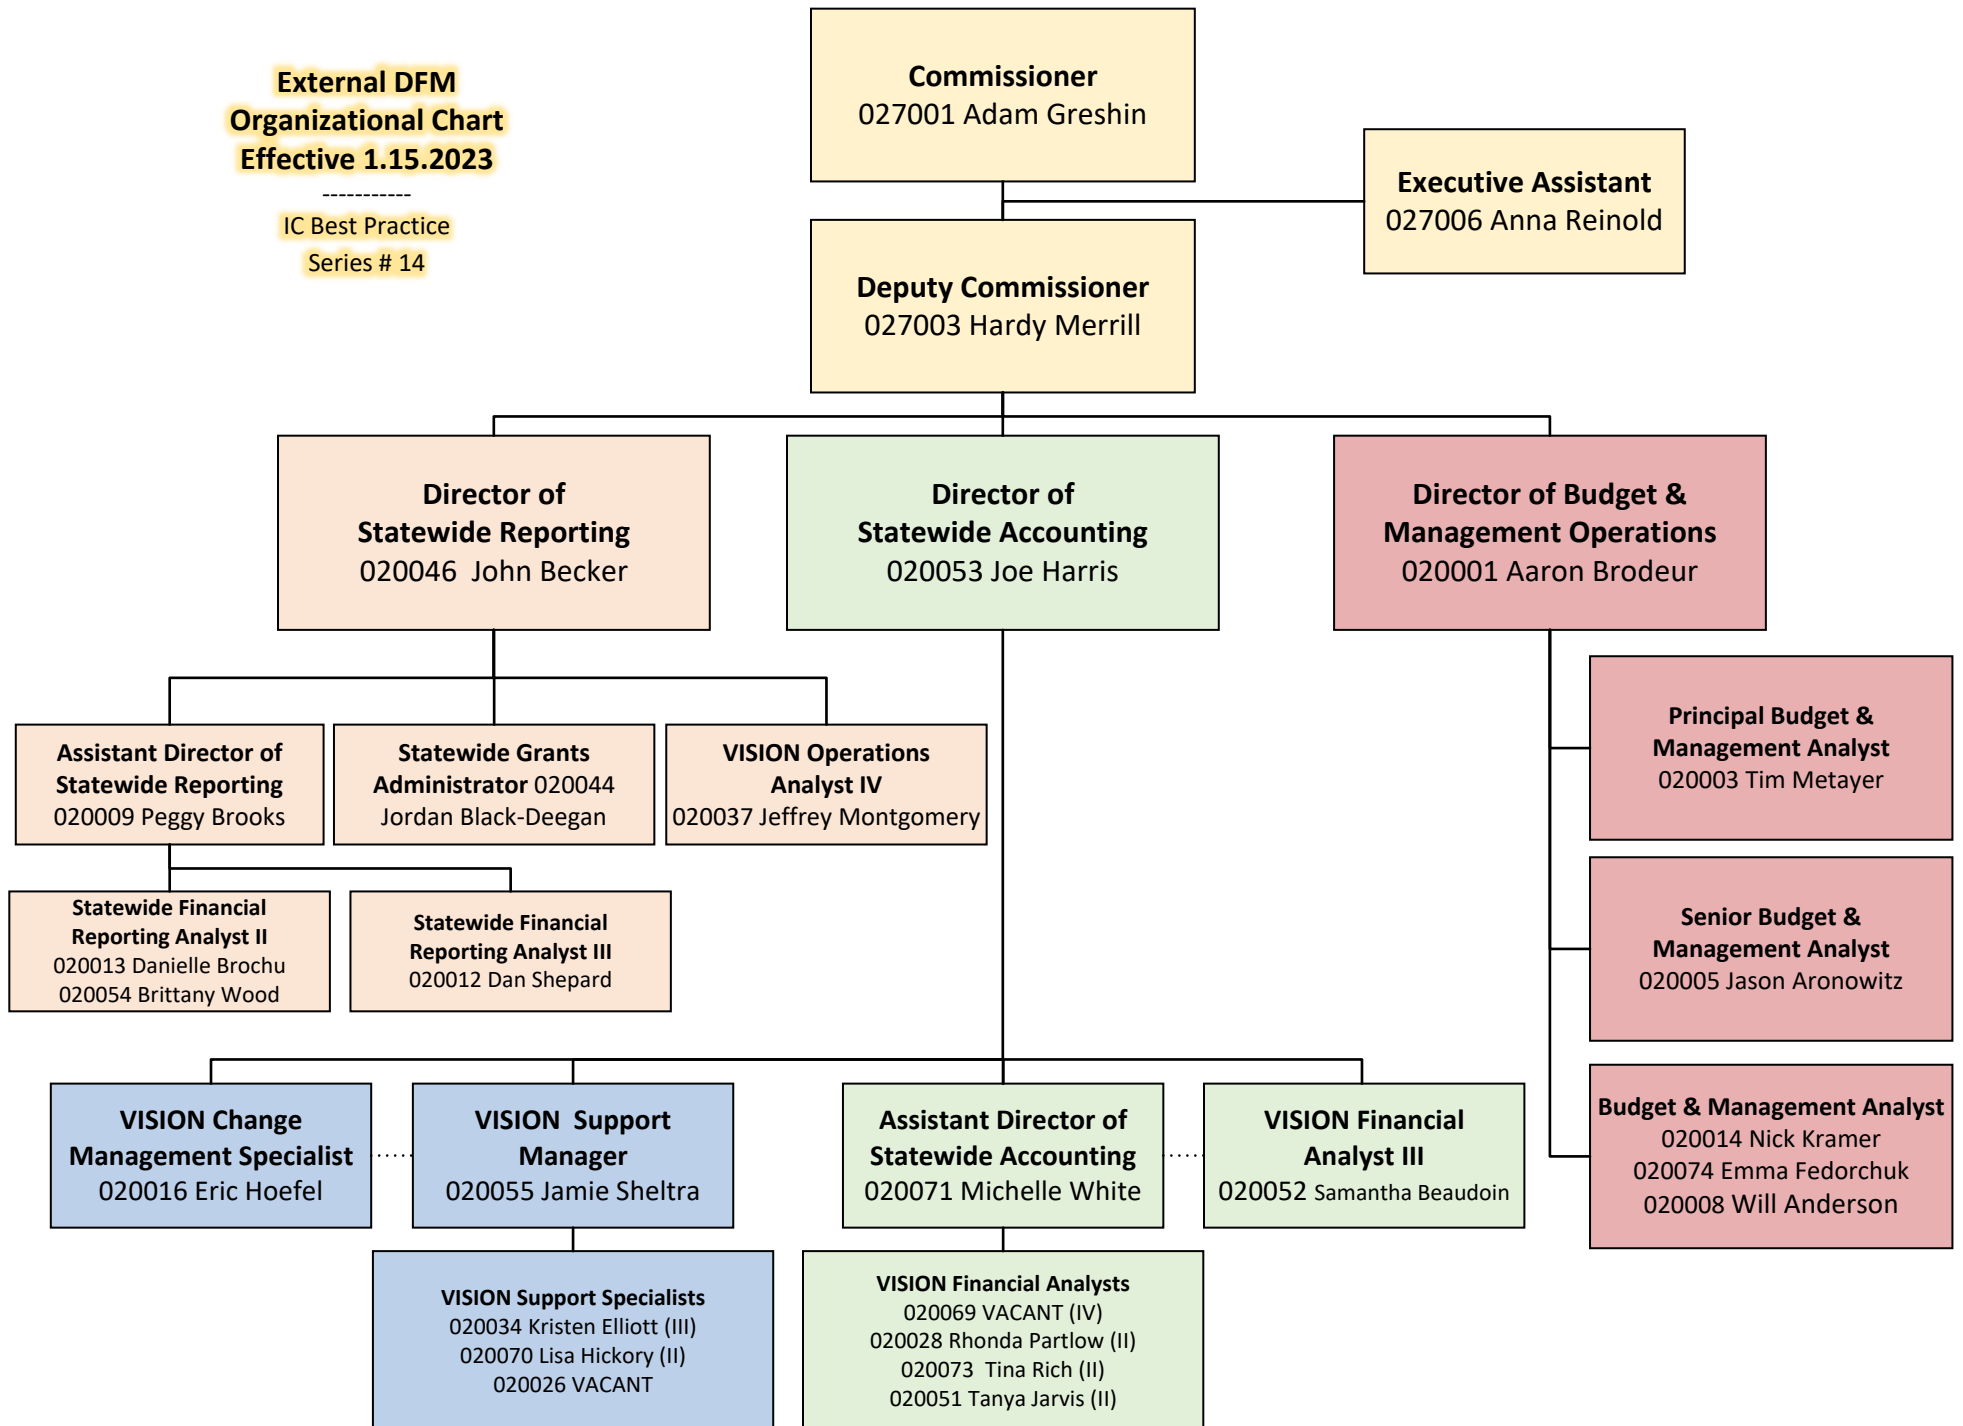 External DFM
Organizational Chart
Effective 1.15.2023
-----------
IC Best Practice
Series # 14
Commissioner
027001 Adam Greshin
Executive Assistant
027006 Anna Reinold
Deputy Commissioner
027003 Hardy Merrill
Director of
Statewide Reporting
020046  John Becker
Director of
Statewide Accounting
020053 Joe Harris
Director of Budget &
Management Operations
020001 Aaron Brodeur
Assistant Director of
Statewide Reporting
020009 Peggy Brooks
Statewide Grants
Administrator 020044
Jordan Black-Deegan
VISION Operations
Analyst IV
020037 Jeffrey Montgomery
Statewide Financial
Reporting Analyst II
020013 Danielle Brochu
020054 Brittany Wood
Statewide Financial
Reporting Analyst III
020012 Dan Shepard
Principal Budget &
Management Analyst
020003 Tim Metayer
Senior Budget &
Management Analyst
020005 Jason Aronowitz
Budget & Management Analyst
020014 Nick Kramer
020074 Emma Fedorchuk
020008 Will Anderson
VISION Change
Management Specialist
020016 Eric Hoefel
VISION  Support
Manager
020055 Jamie Sheltra
Assistant Director of
Statewide Accounting
020071 Michelle White
VISION Financial
Analyst III
020052 Samantha Beaudoin
VISION Support Specialists
020034 Kristen Elliott (III)
020070 Lisa Hickory (II)
020026 VACANT
VISION Financial Analysts
020069 VACANT (IV)
020028 Rhonda Partlow (II)
020073  Tina Rich (II)
020051 Tanya Jarvis (II)